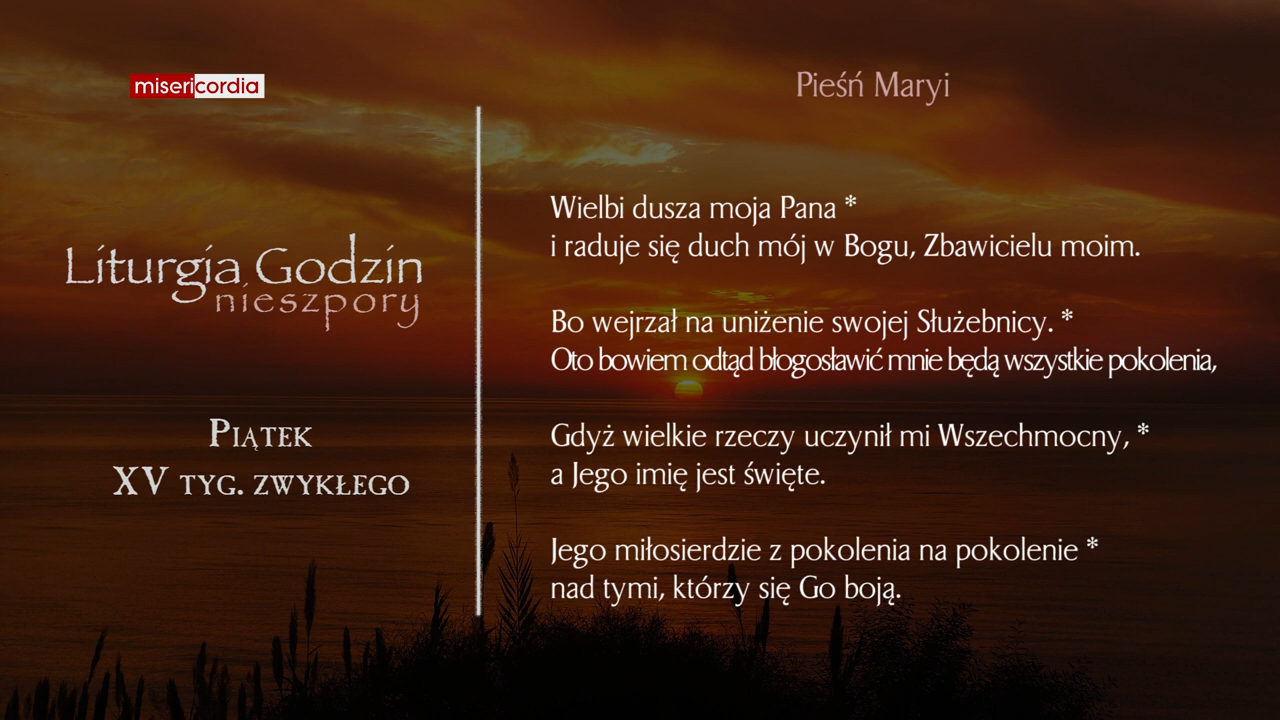 misericordia
Liturgia Godzin
nieszpory
Piątek
XV tyg. zwykłego
Pieśń Maryi
Wielbi dusza moja Pana *
i raduje się duch mój w Bogu, Zbawicielu moim.
Bo wejrzał na uniżenie swojej Służebnicy. *
Oto bowiem odtąd błogosławić mnie będą wszystkie pokolenia,
Gdyż wielkie rzeczy uczynił mi Wszechmocny, *
a Jego imię jest święte.
Jego miłosierdzie z pokolenia na pokolenie *
nad tymi, którzy się Go boją.